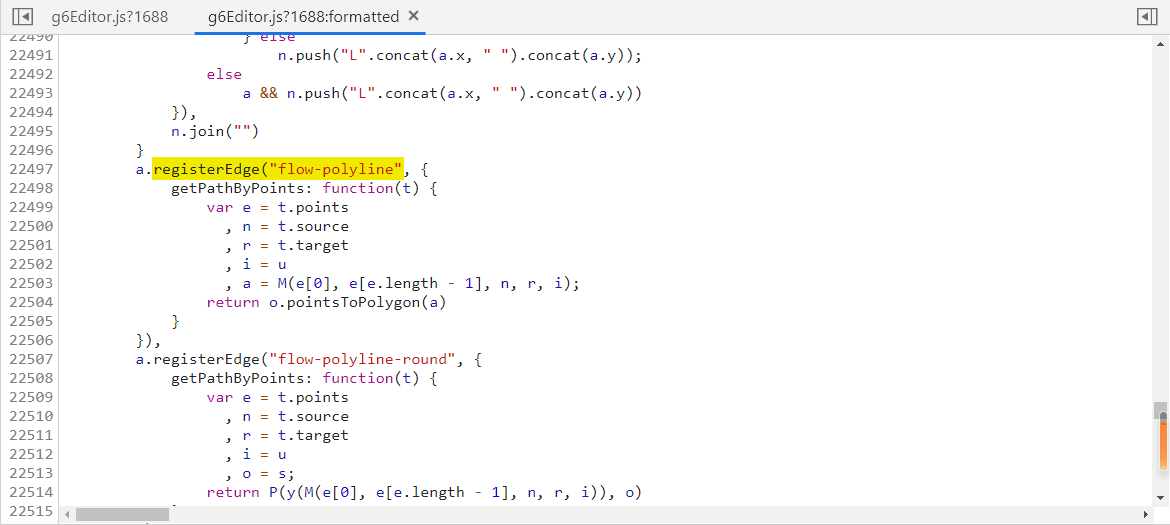 g6Editor.js?1688 g6Editor.js?1688:formatted ×
22490 } else
22491 n.push("L".concat(a.x, " ").concat(a.y));
22492 else
22493 a && n.push("L".concat(a.x, " ").concat(a.y))
22494 }),
22495 n.join("")
22496 }
22497 a.registerEdge("flow-polyline", {
22498 getPathByPoints: function(t) {
22499 var e = t.points
22500 , n = t.source
22501 , r = t.target
22502 , i = u
22503 , a = M(e[0], e[e.length - 1], n, r, i);
22504 return o.pointsToPolygon(a)
22505 }
22506 }),
22507 a.registerEdge("flow-polyline-round", {
22508 getPathByPoints: function(t) {
22509 var e = t.points
22510 , n = t.source
22511 , r = t.target
22512 , i = u
22513 , o = s;
22514 return P(y(M(e[0], e[e.length - 1], n, r, i)), o)
22515